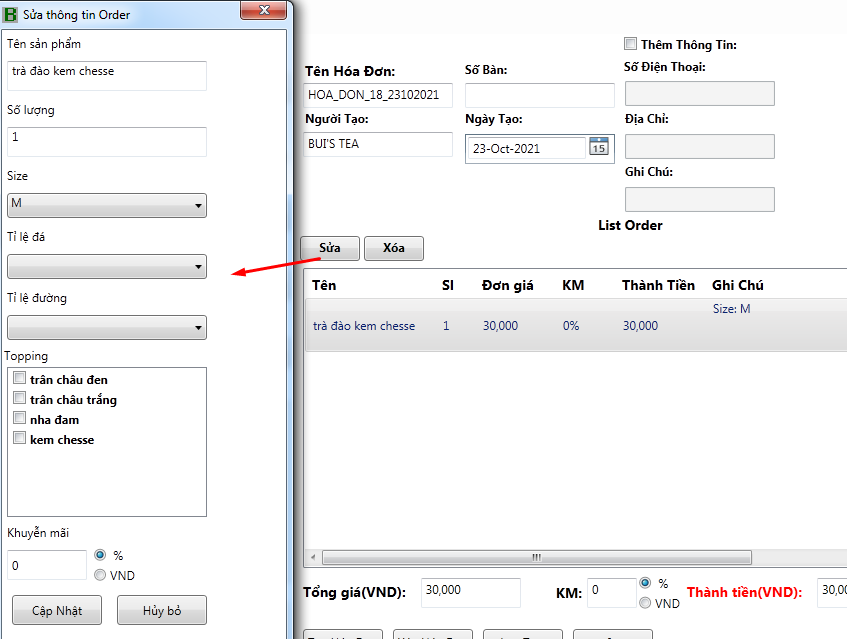 Sửa thông tin Order
Tên sản phẩm
trà đào kem chesse
Số lượng
1
Size
M
Tỉ lệ đá
Tỉ lệ đường
Topping
trân châu đen
trân châu trắng
nha đam
kem chesse
Khuyễn mãi
0
%
VND
Cập Nhật
Hủy bỏ
Thêm Thông Tin:
Tên Hóa Đơn:
Số Bàn:
Số Điện Thoại:
HOA_DON_18_23102021
Người Tạo:
Ngày Tạo:
Địa Chỉ:
BUI'S TEA
23-Oct-2021
15
Ghi Chú:
List Order
Sửa
Xóa
Tên
Sl
Đơn giá
KM
Thành Tiền
Ghi Chú
Size: M
trà đào kem chesse
1
30,000
0%
30,000
Tổng giá(VND):
30,000
KM:
0
%
VND
Thành tiền(VND):